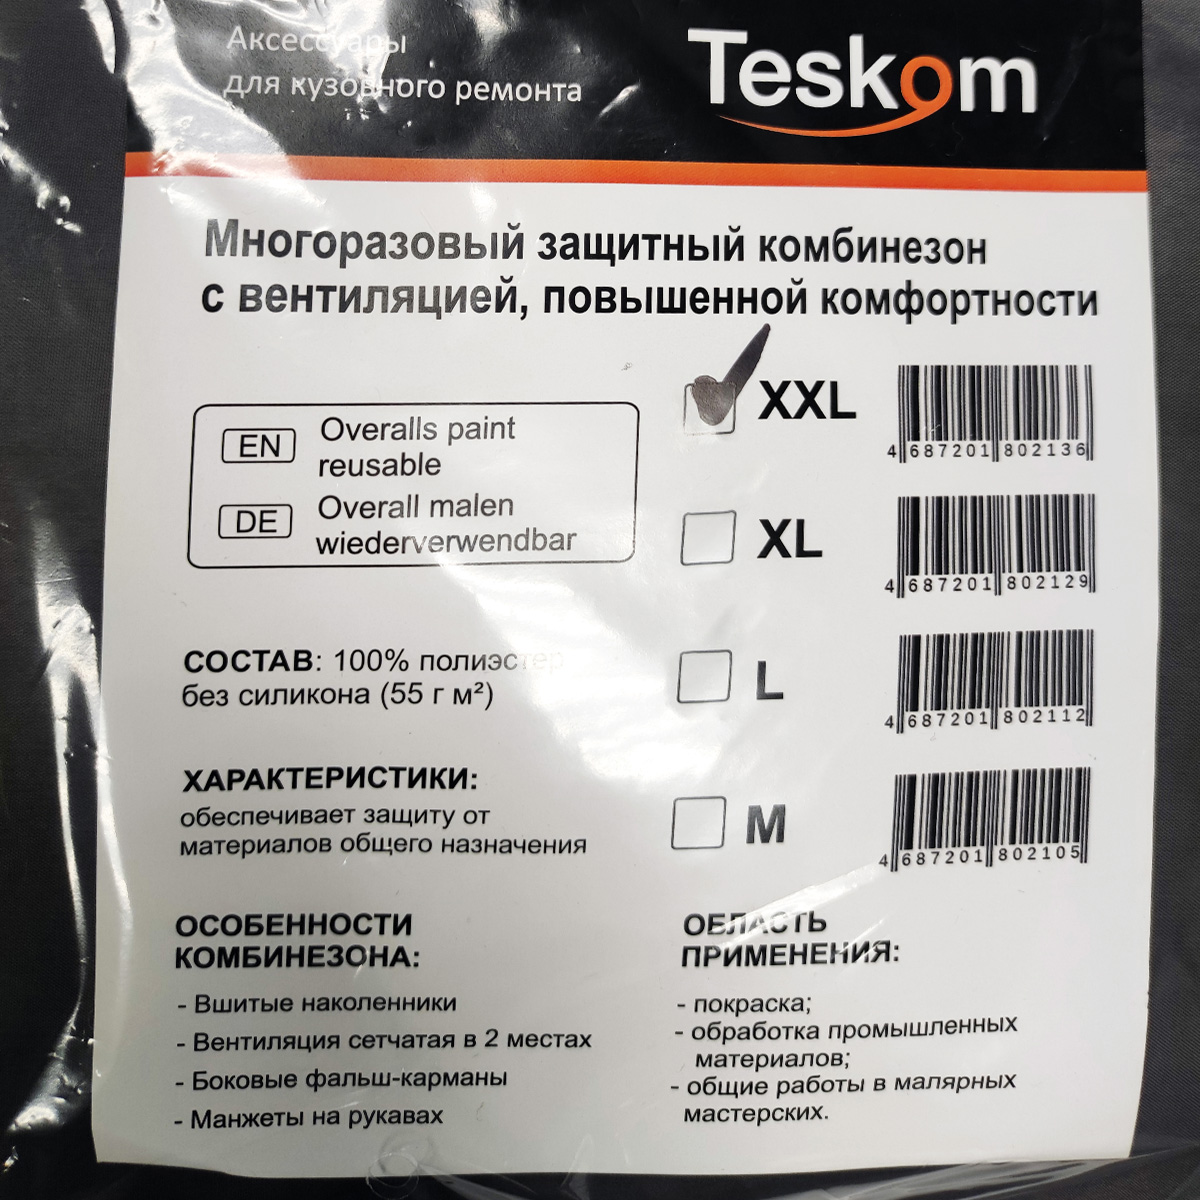 Аксессуары
для кузовного ремонта
Teskom
Многоразовый защитный комбинезон
с вентиляцией, повышенной комфортности
EN
Overalls paint
reusable
DE
Overall malen
wiederverwendbar
XXL
4 687201 802136
XL
4 687201 802129
L
4 687201 802112
M
4 687201 802105
СОСТАВ: 100% полиэстер
без силикона (55 г м²)
ХАРАКТЕРИСТИКИ:
обеспечивает защиту от
материалов общего назначения
ОСОБЕННОСТИ
КОМБИНЕЗОНА:
- Вшитые наколенники
- Вентиляция сетчатая в 2 местах
- Боковые фальш-карманы
- Манжеты на рукавах
ОБЛАСТЬ
ПРИМЕНЕНИЯ:
- покраска;
- обработка промышленных
материалов;
- общие работы в малярных
мастерских.